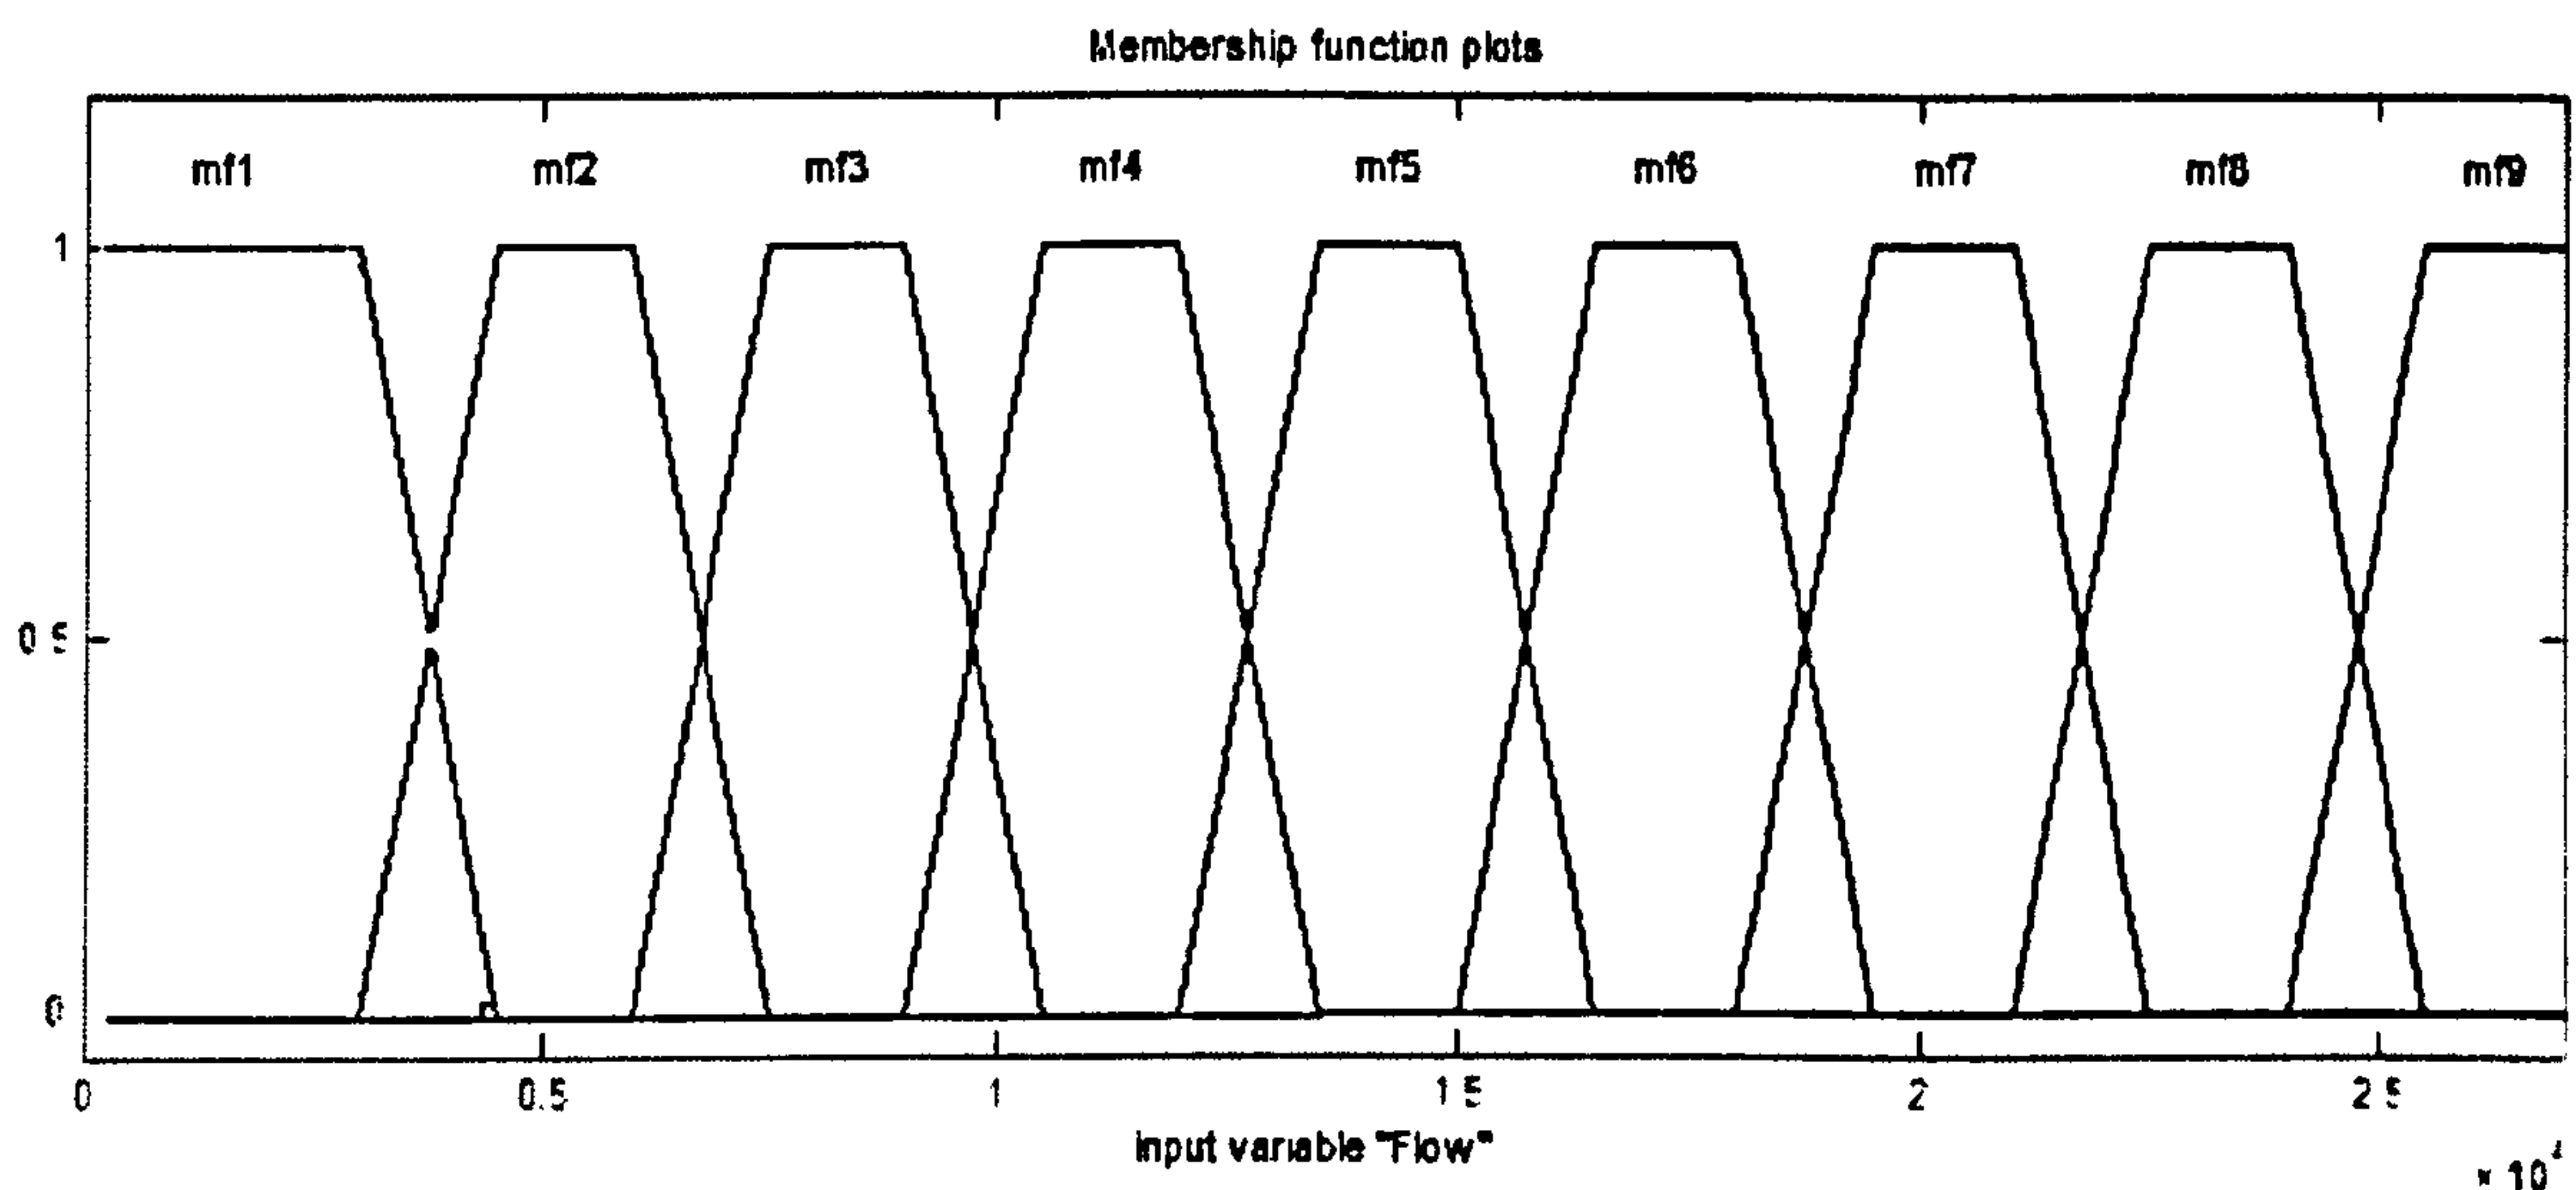 Membership function plots
mf1 mf2 mf3 mf4 mf5 mf6 mf7 mf8 mf9
1
0 5
0
0 0.5 1 1 5 2 2 5
input variable "Flow"
× 10